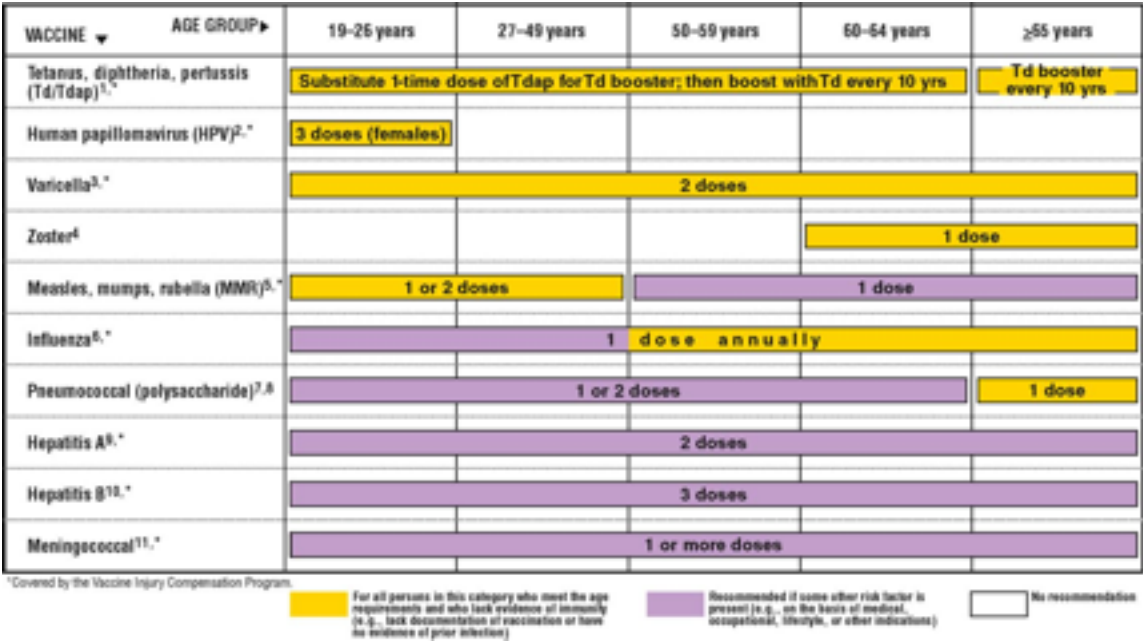 VACCINE ▼ AGE GROUP▶ 19–26 years 27–49 years 50–59 years 60–64 years ≥65 years
Tetanus, diphtheria, pertussis
(Td/Tdap)1,*
Substitute 1-time dose of Tdap for Td booster; then boost with Td every 10 yrs
Td booster
every 10 yrs
Human papillomavirus (HPV)2,*
3 doses (females)
Varicella3,*
2 doses
Zoster4
1 dose
Measles, mumps, rubella (MMR)5,*
1 or 2 doses
1 dose
Influenza6,*
1 dose annually
Pneumococcal (polysaccharide)7,8
1 or 2 doses
1 dose
Hepatitis A9,*
2 doses
Hepatitis B10,*
3 doses
Meningococcal11,*
1 or more doses
*Covered by the Vaccine Injury Compensation Program.
For all persons in this category who meet the age
requirements and who lack evidence of immunity
(e.g., lack documentation of vaccination or have
no evidence of prior infection)
Recommended if some other risk factor is
present (e.g., on the basis of medical,
occupational, lifestyle, or other indications)
No recommendation